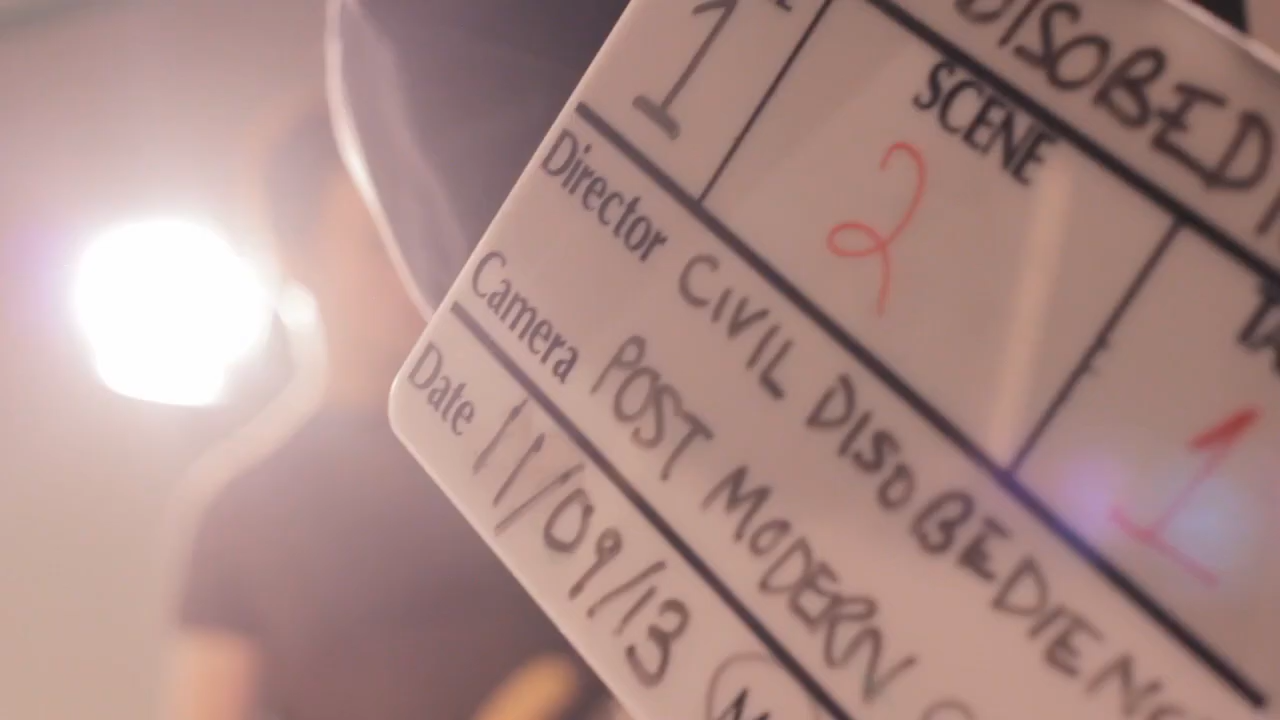 DISOBED
1 SCENE 2
1
Director CIVIL DISOBEDIENC
Camera POST MODERN
Date 11/09/13